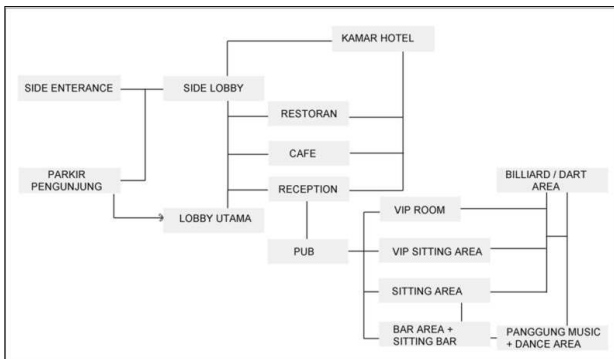 KAMAR HOTEL
SIDE ENTERANCE
SIDE LOBBY
RESTORAN
CAFE
PARKIR
PENGUNJUNG
RECEPTION
BILLIARD / DART
AREA
LOBBY UTAMA
VIP ROOM
PUB
VIP SITTING AREA
SITTING AREA
BAR AREA +
SITTING BAR
PANGGUNG MUSIC
+ DANCE AREA